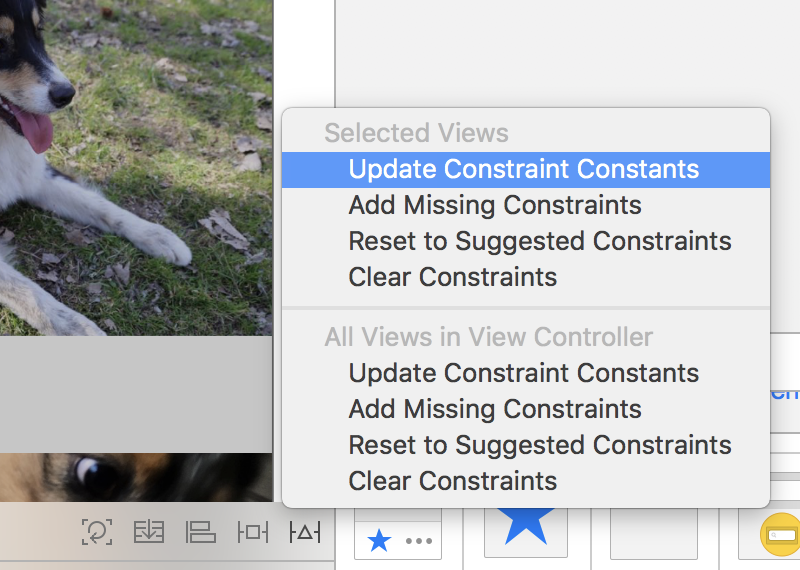 Selected Views
Update Constraint Constants
Add Missing Constraints
Reset to Suggested Constraints
Clear Constraints
All Views in View Controller
Update Constraint Constants
Add Missing Constraints
Reset to Suggested Constraints
Clear Constraints